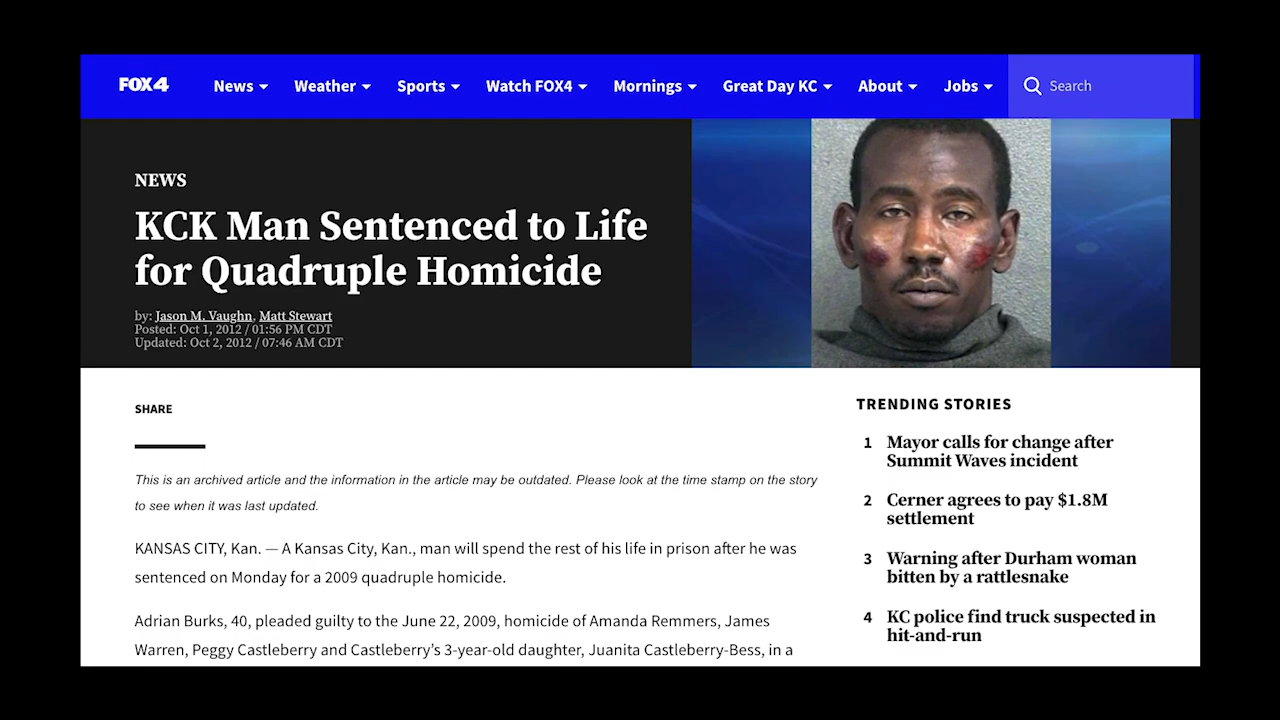 FOX 4
News Weather Sports Watch FOX4 Mornings Great Day KC About Jobs Search
NEWS
KCK Man Sentenced to Life
for Quadruple Homicide
by: Jason M. Vaughn, Matt Stewart
Posted: Oct 1, 2012 / 01:56 PM CDT
Updated: Oct 2, 2012 / 07:46 AM CDT
SHARE
This is an archived article and the information in the article may be outdated. Please look at the time stamp on the story
to see when it was last updated.
KANSAS CITY, Kan. — A Kansas City, Kan., man will spend the rest of his life in prison after he was
sentenced on Monday for a 2009 quadruple homicide.
Adrian Burks, 40, pleaded guilty to the June 22, 2009, homicide of Amanda Remmers, James
Warren, Peggy Castleberry and Castleberry’s 3-year-old daughter, Juanita Castleberry-Bess, in a
TRENDING STORIES
1 Mayor calls for change after
Summit Waves incident
2 Cerner agrees to pay $1.8M
settlement
3 Warning after Durham woman
bitten by a rattlesnake
4 KC police find truck suspected in
hit-and-run